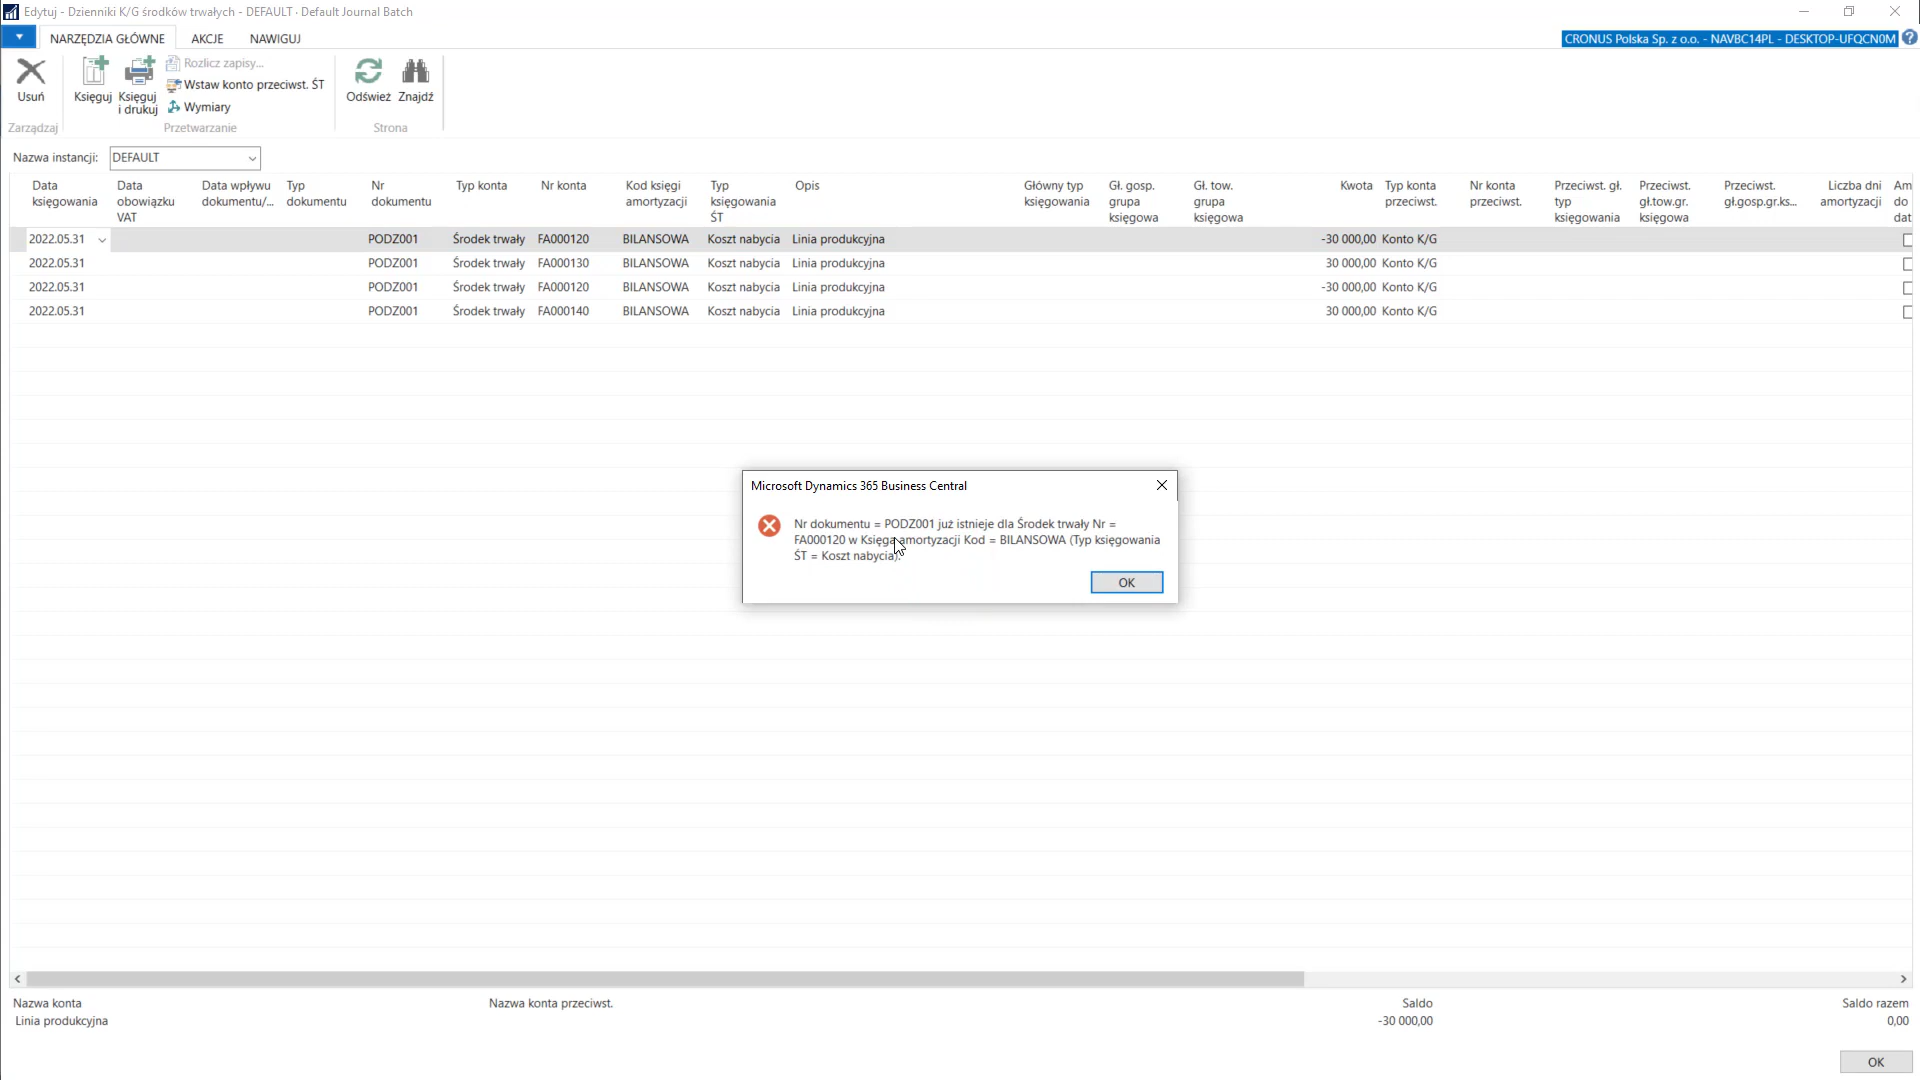 Edytuj - Dzienniki K/G środków trwałych - DEFAULT · Default Journal Batch
NARZĘDZIA GŁÓWNE AKCJE NAWIGUJ
CRONUS Polska Sp. z o.o. - NAVBC14PL - DESKTOP-UFQCN0M
Usuń
Zarządzaj
Księguj
Księguj
i drukuj
Rozlicz zapisy...
Wstaw konto przeciwst. ŚT
Wymiary
Przetwarzanie
Odśwież
Znajdź
Strona
Nazwa instancji: DEFAULT
Data księgowania
Data obowiązku VAT
Data wpływu dokumentu/...
Typ dokumentu
Nr dokumentu
Typ konta
Nr konta
Kod księgi amortyzacji
Typ księgowania ŚT
Opis
Główny typ księgowania
Gł. gosp. grupa księgowa
Gł. tow. grupa księgowa
Kwota
Typ konta przeciwst.
Nr konta przeciwst.
Przeciwst. gł. typ księgowania
Przeciwst. gł.tow.gr. księgowa
Przeciwst. gł.gosp.gr.ks...
Liczba dni amortyzacji
Am do dat
2022.05.31 PODZ001 Środek trwały FA000120 BILANSOWA Koszt nabycia Linia produkcyjna -30 000,00 Konto K/G
2022.05.31 PODZ001 Środek trwały FA000130 BILANSOWA Koszt nabycia Linia produkcyjna 30 000,00 Konto K/G
2022.05.31 PODZ001 Środek trwały FA000120 BILANSOWA Koszt nabycia Linia produkcyjna -30 000,00 Konto K/G
2022.05.31 PODZ001 Środek trwały FA000140 BILANSOWA Koszt nabycia Linia produkcyjna 30 000,00 Konto K/G
Microsoft Dynamics 365 Business Central
Nr dokumentu = PODZ001 już istnieje dla Środek trwały Nr =
FA000120 w Księga amortyzacji Kod = BILANSOWA (Typ księgowania
ŚT = Koszt nabycia).
OK
Nazwa konta Nazwa konta przeciwst. Saldo Saldo razem
Linia produkcyjna -30 000,00 0,00
OK